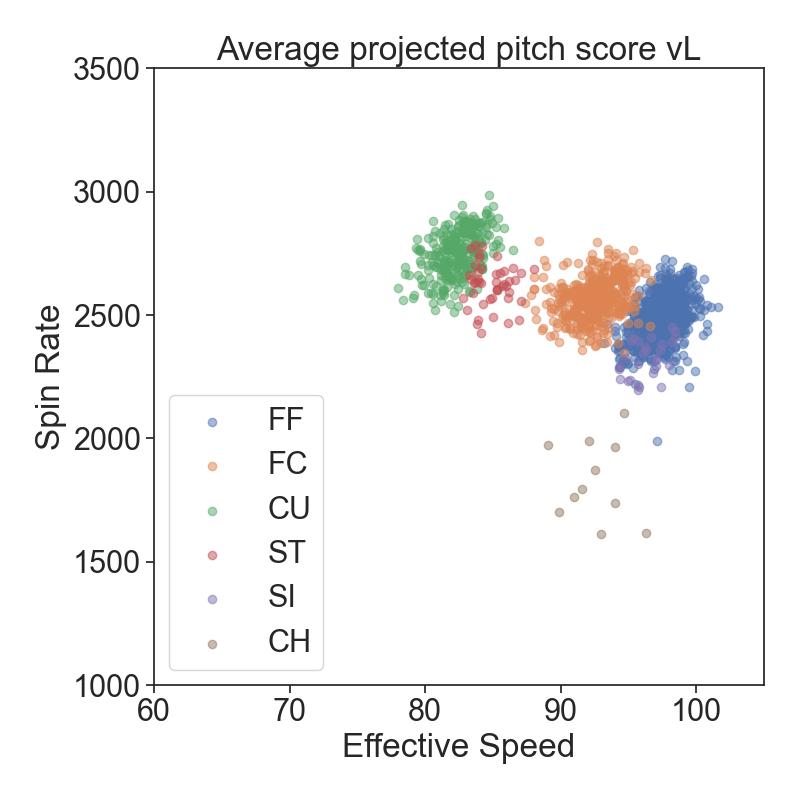 Average projected pitch score vL
3500
3000
2500
2000
1500
1000
Spin Rate
FF
FC
CU
ST
SI
CH
60
70
80
90
100
Effective Speed